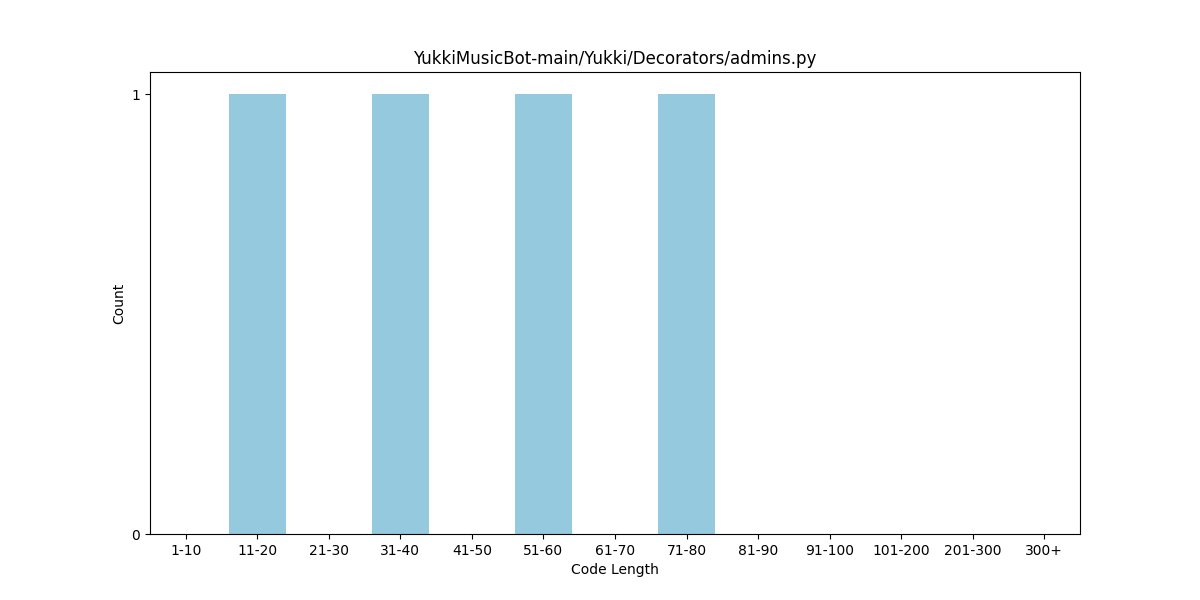 YukkiMusicBot-main/Yukki/Decorators/admins.py
1
0
Count
1-10 11-20 21-30 31-40 41-50 51-60 61-70 71-80 81-90 91-100 101-200 201-300 300+
Code Length